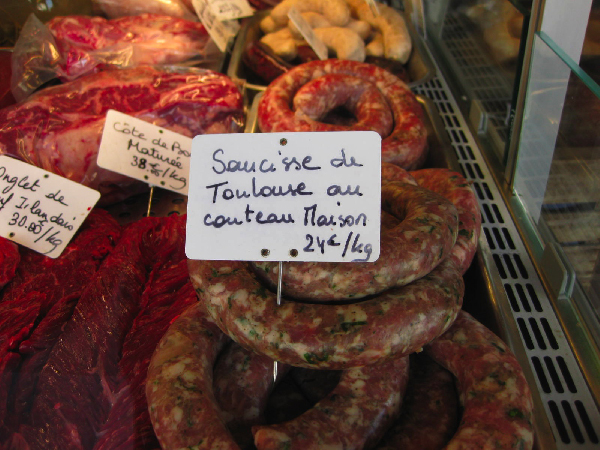 Saucisse de
Toulouse au
couteau Maison
24€/kg
Côte de Bo
Maturée
38€/kg
Onglet de
f Irlandais
30.00/kg